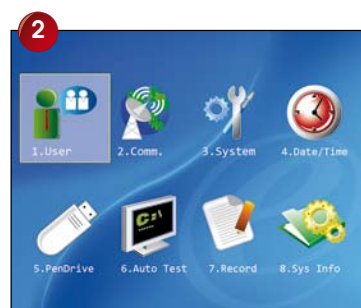 2
1.User 2.Comm. 3.System 4.Date/Time
C:\
5.PenDrive 6.Auto Test 7.Record 8.Sys Info